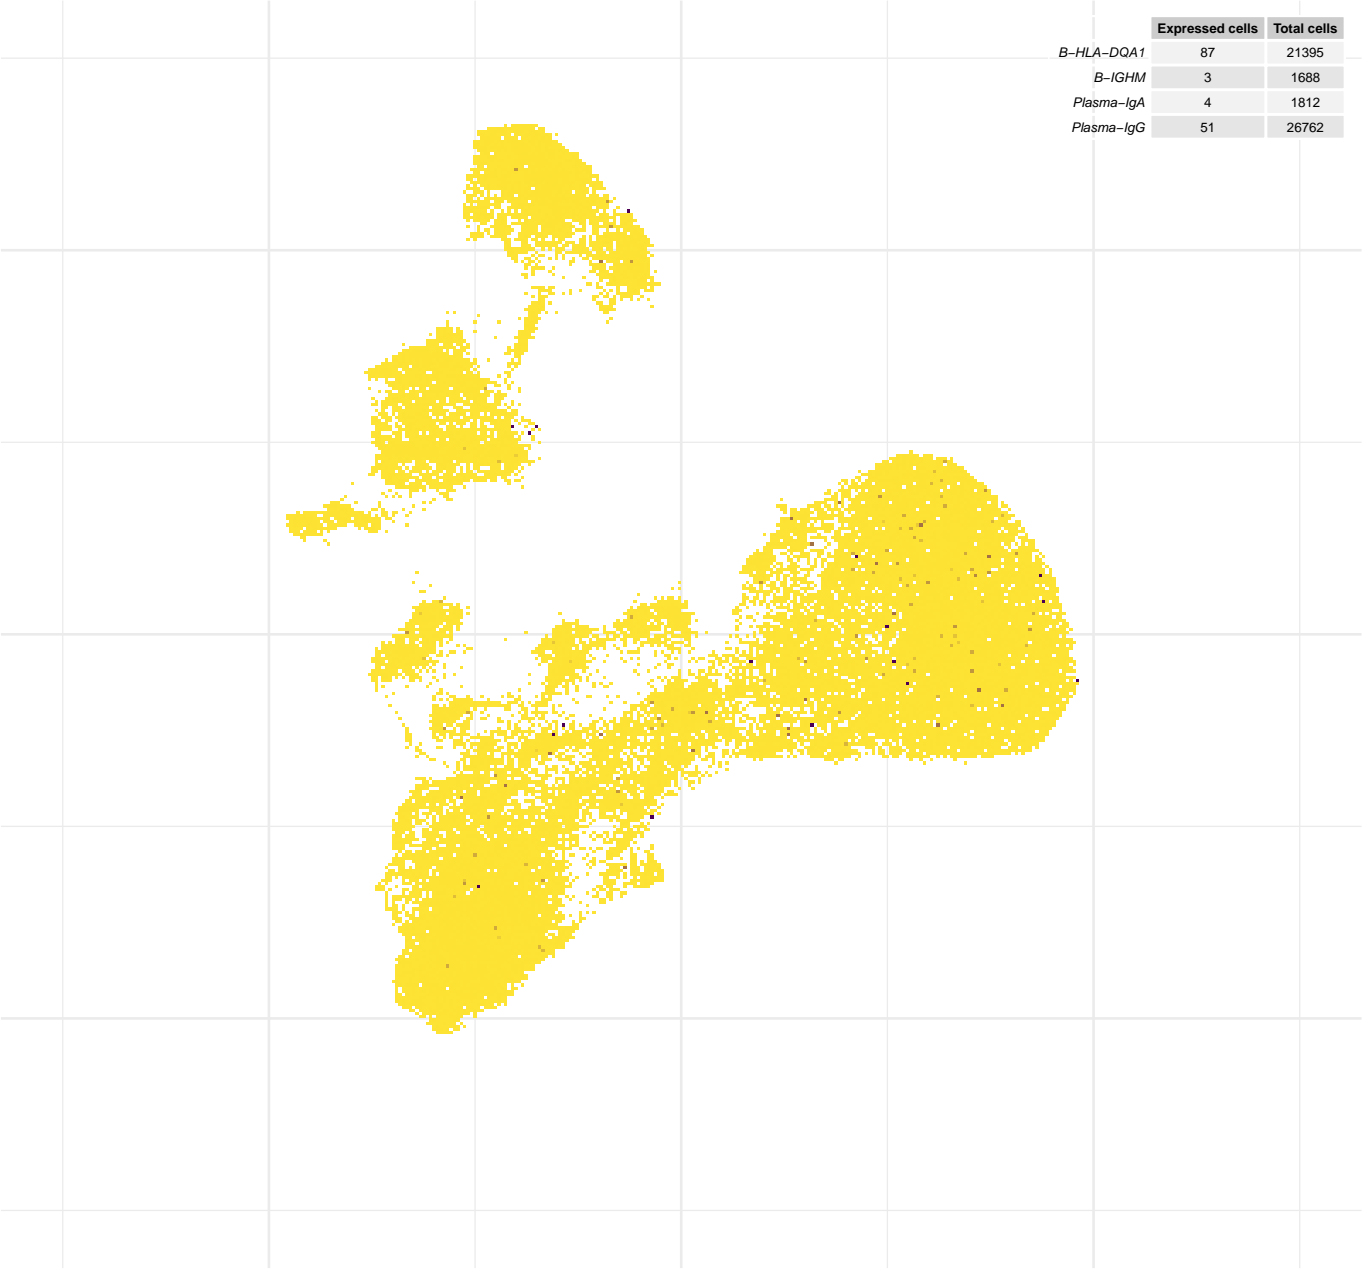 Expressed cells Total cells
B−HLA−DQA1 87 21395
B−IGHM 3 1688
Plasma−IgA 4 1812
Plasma−IgG 51 26762